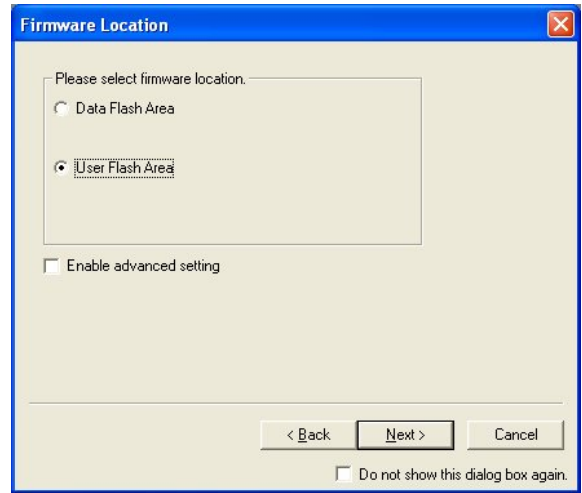 Firmware Location
Please select firmware location.
Data Flash Area
User Flash Area
Enable advanced setting
< Back Next > Cancel
Do not show this dialog box again.